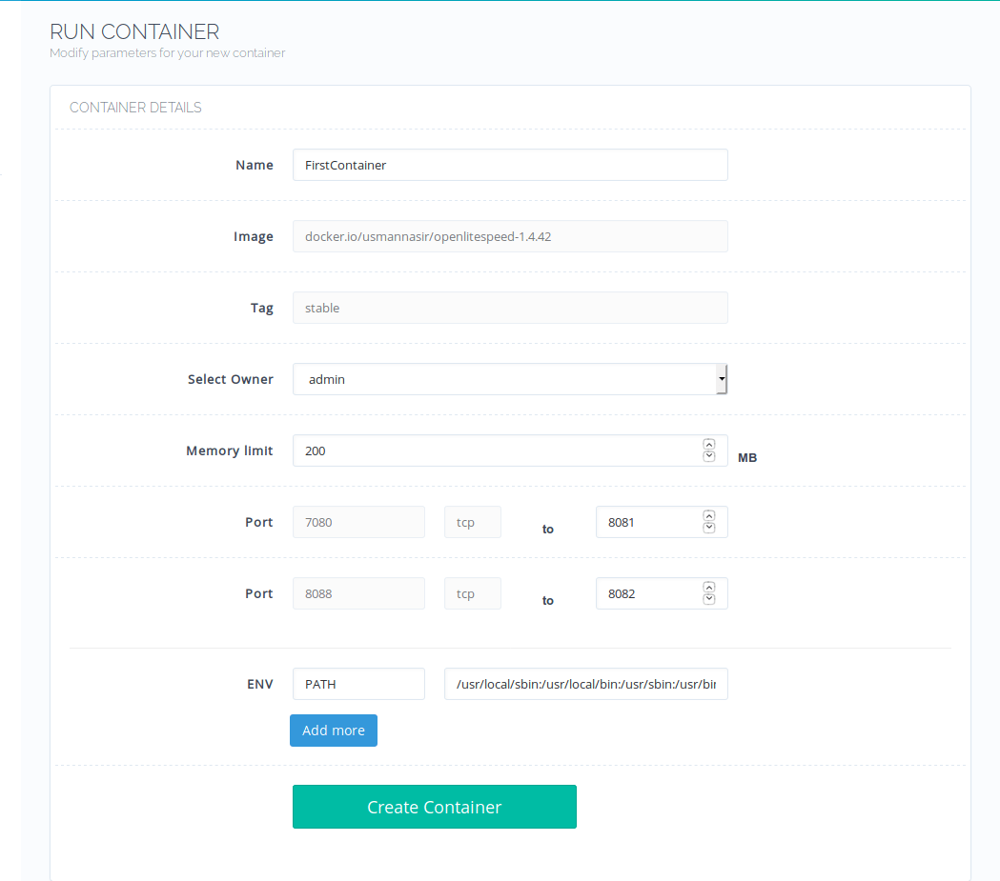 RUN CONTAINER
Modify parameters for your new container
CONTAINER DETAILS
Name FirstContainer
Image docker.io/usmannasir/openlitespeed-1.4.42
Tag stable
Select Owner admin
Memory limit 200 MB
Port 7080 tcp to 8081
Port 8088 tcp to 8082
ENV PATH /usr/local/sbin:/usr/local/bin:/usr/sbin:/usr/bin
Add more
Create Container